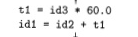 t1 = id3 * 60.0
id1 = id2 + t1